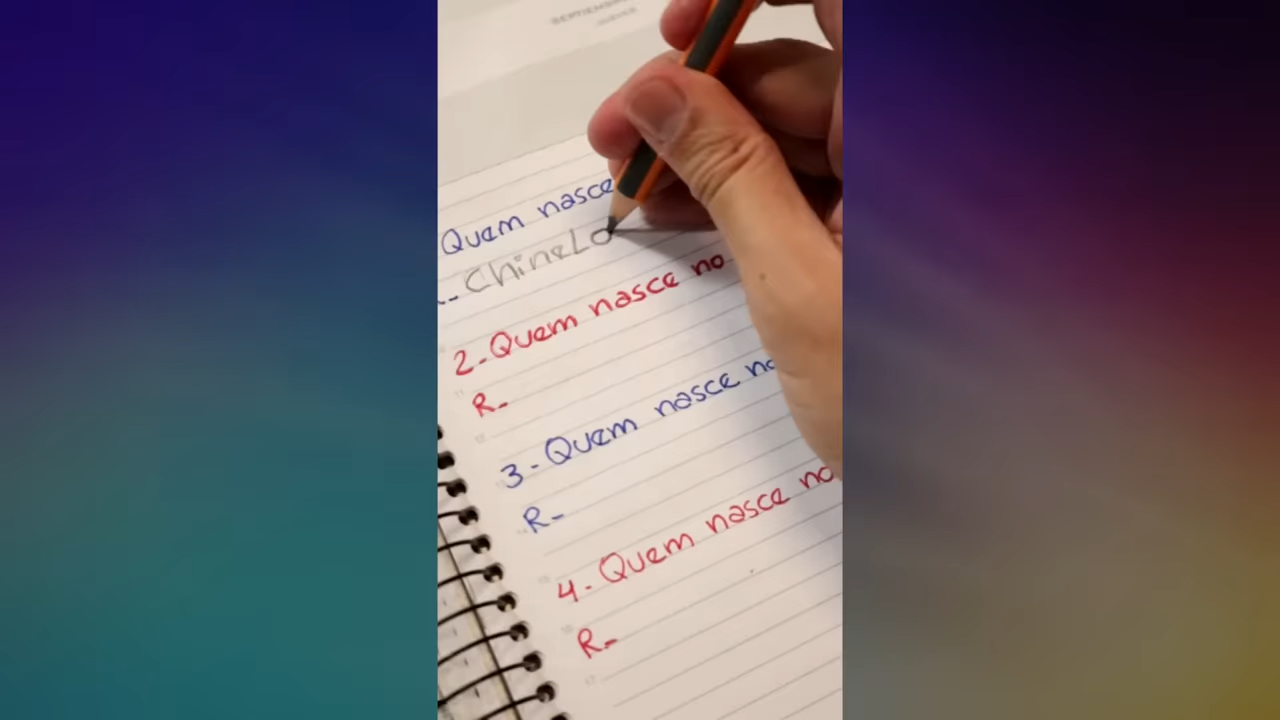 Quem nasce
ChineLo
2-Quem nasce no
R-
3-Quem nasce no
R-
4-Quem nasce no
R-